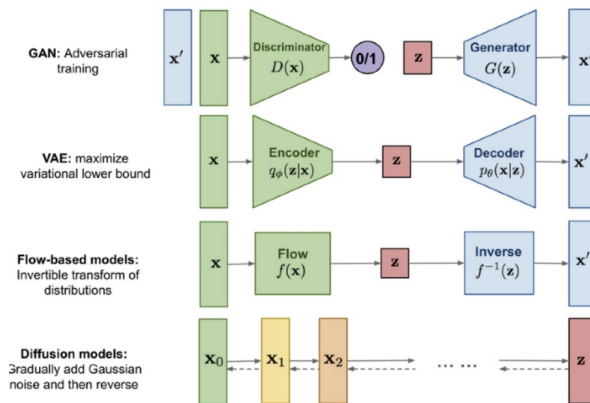 GAN: Adversarial
training
x′
x
Discriminator
D(x)
0/1
z
Generator
G(z)
x′
VAE: maximize
variational lower bound
x
Encoder
qϕ(z|x)
z
Decoder
pθ(x|z)
x′
Flow-based models:
Invertible transform of
distributions
x
Flow
f(x)
z
Inverse
f⁻¹(z)
x′
Diffusion models:
Gradually add Gaussian
noise and then reverse
x₀
x₁
x₂
... ...
z